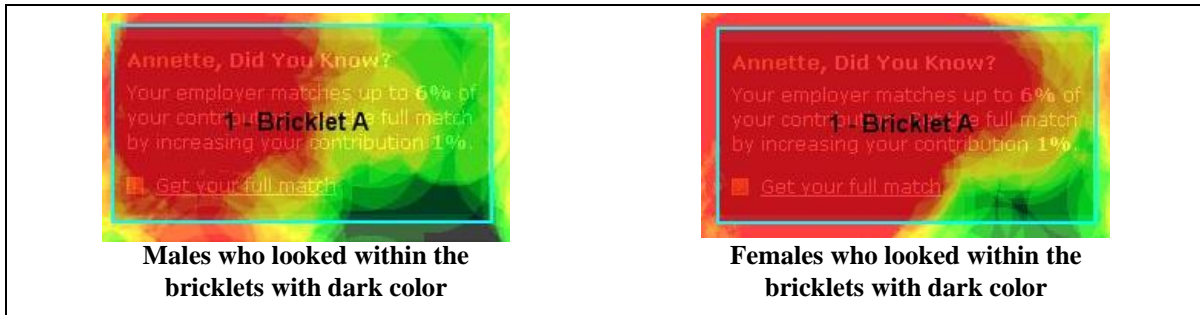 Annette, Did You Know?
Your employer matches up to 6% of
your contribu full match
by increasing your contribution 1%.
1 - Bricklet A
Get your full match
Males who looked within the
bricklets with dark color
Annette, Did You Know?
Your employer matches up to 6% of
your contribu full match
by increasing your contribution 1%.
1 - Bricklet A
Get your full match
Females who looked within the
bricklets with dark color